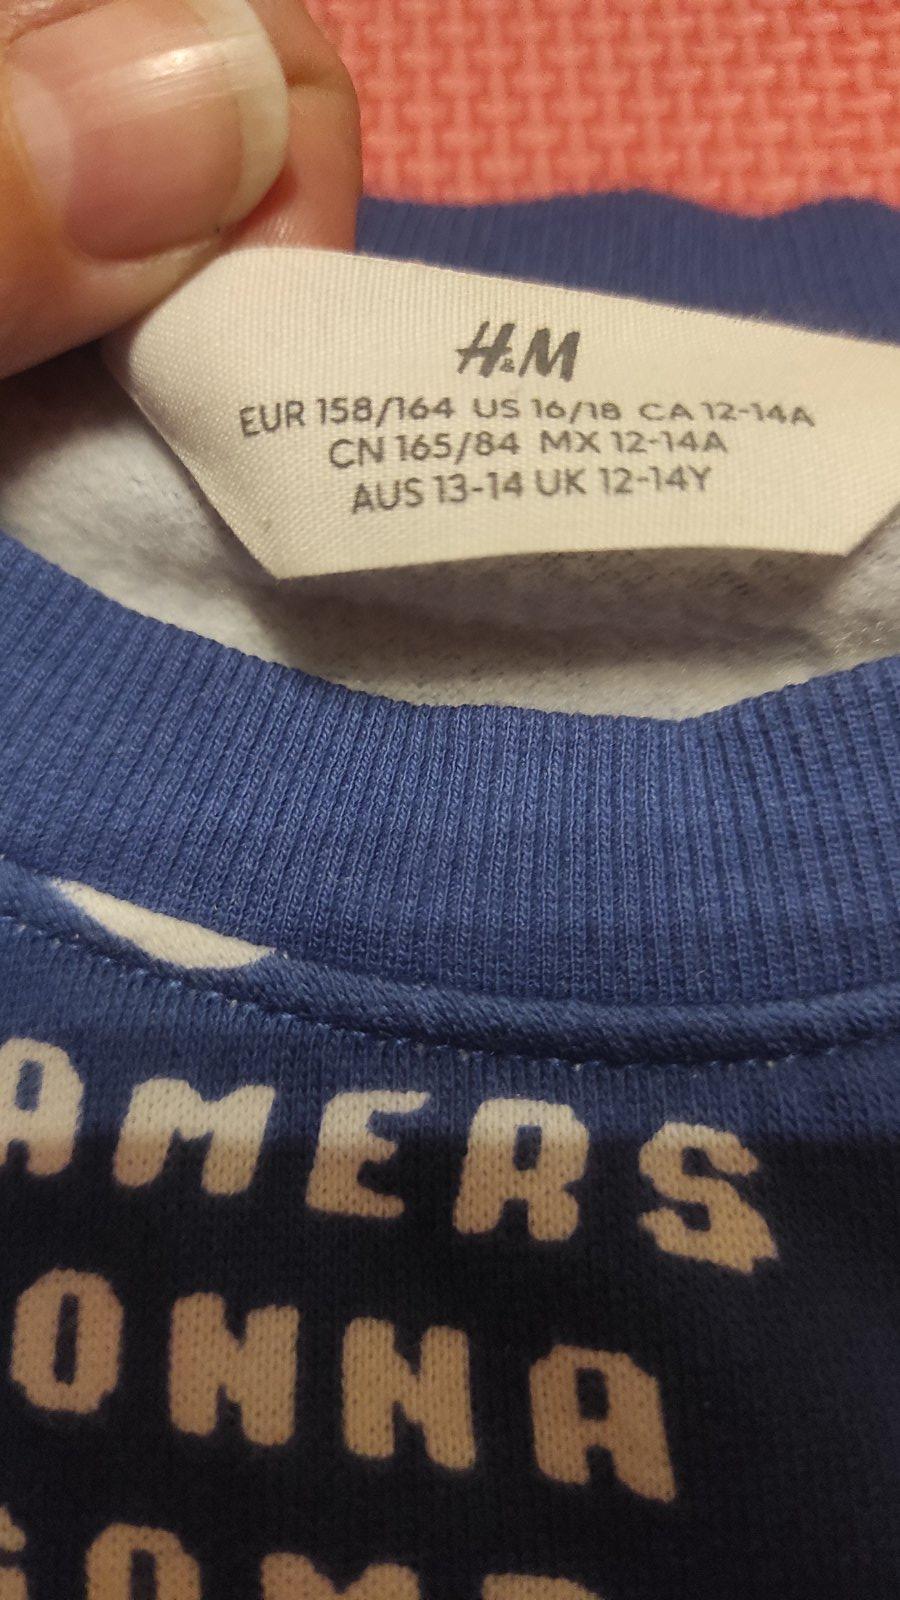 H&M
EUR 158/164 US 16/18 CA 12-14A
CN 165/84 MX 12-14A
AUS 13-14 UK 12-14Y
AMERS
ONNA